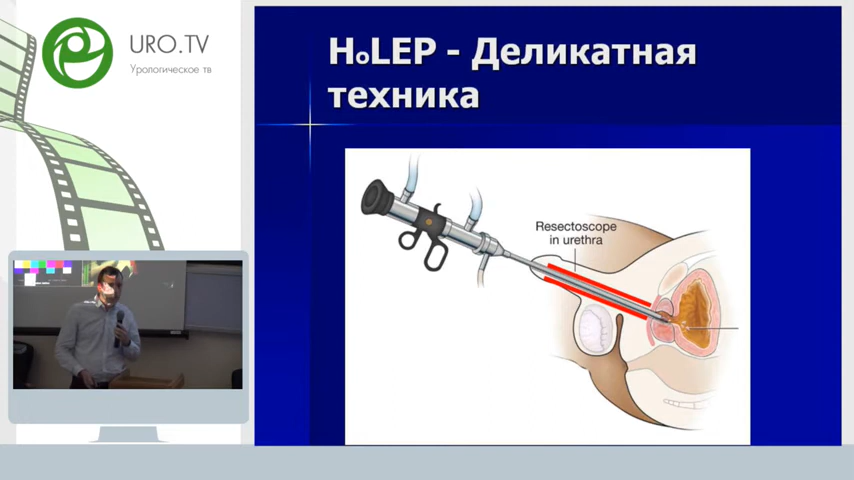 URO.TV
Урологическое тв
HoLEP - Деликатная
техника
Resectoscope
in urethra